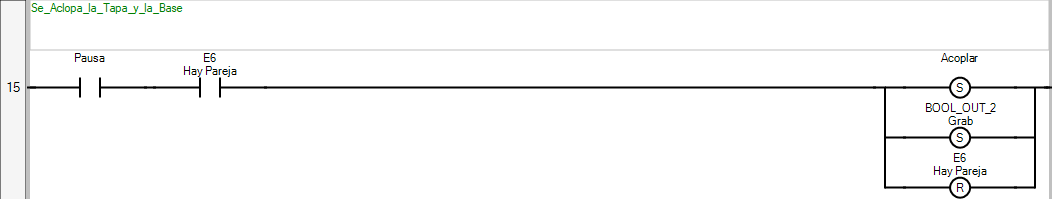 Se_Aclopa_la_Tapa_y_la_Base
Pausa
E6
Hay Pareja
Acoplar
15
S
BOOL_OUT_2
Grab
S
E6
Hay Pareja
R